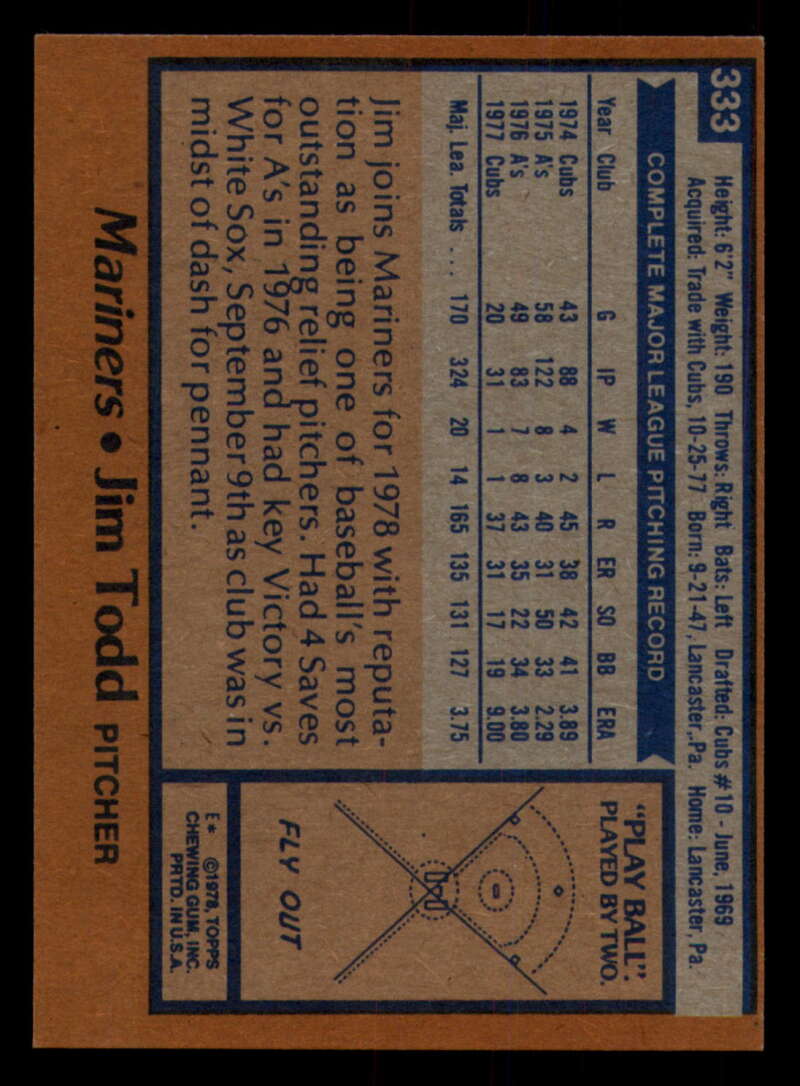 333
Height: 6'2" Weight: 190 Throws: Right Bats: Left Drafted: Cubs #10 - June, 1969
Acquired: Trade with Cubs, 10-25-77 Born: 9-21-47, Lancaster, Pa. Home: Lancaster, Pa.
COMPLETE MAJOR LEAGUE PITCHING RECORD
Year Club G IP W L R ER SO BB ERA
1974 Cubs 43 88 4 2 45 38 42 41 3.89
1975 A's 58 122 8 3 40 31 50 33 2.29
1976 A's 49 83 7 8 43 35 22 34 3.80
1977 Cubs 20 31 1 1 37 31 17 19 9.00
Maj. Lea. Totals ... 170 324 20 14 165 135 131 127 3.75
Jim joins Mariners for 1978 with reputa-
tion as being one of baseball's most
outstanding relief pitchers. Had 4 Saves
for A's in 1976 and had key Victory vs.
White Sox, September 9th as club was in
midst of dash for pennant.
"PLAY BALL":
PLAYED BY TWO.
FLY OUT
E* ©1978, TOPPS
CHEWING GUM, INC.
PRTD. IN U.S.A.
Mariners • Jim Todd PITCHER